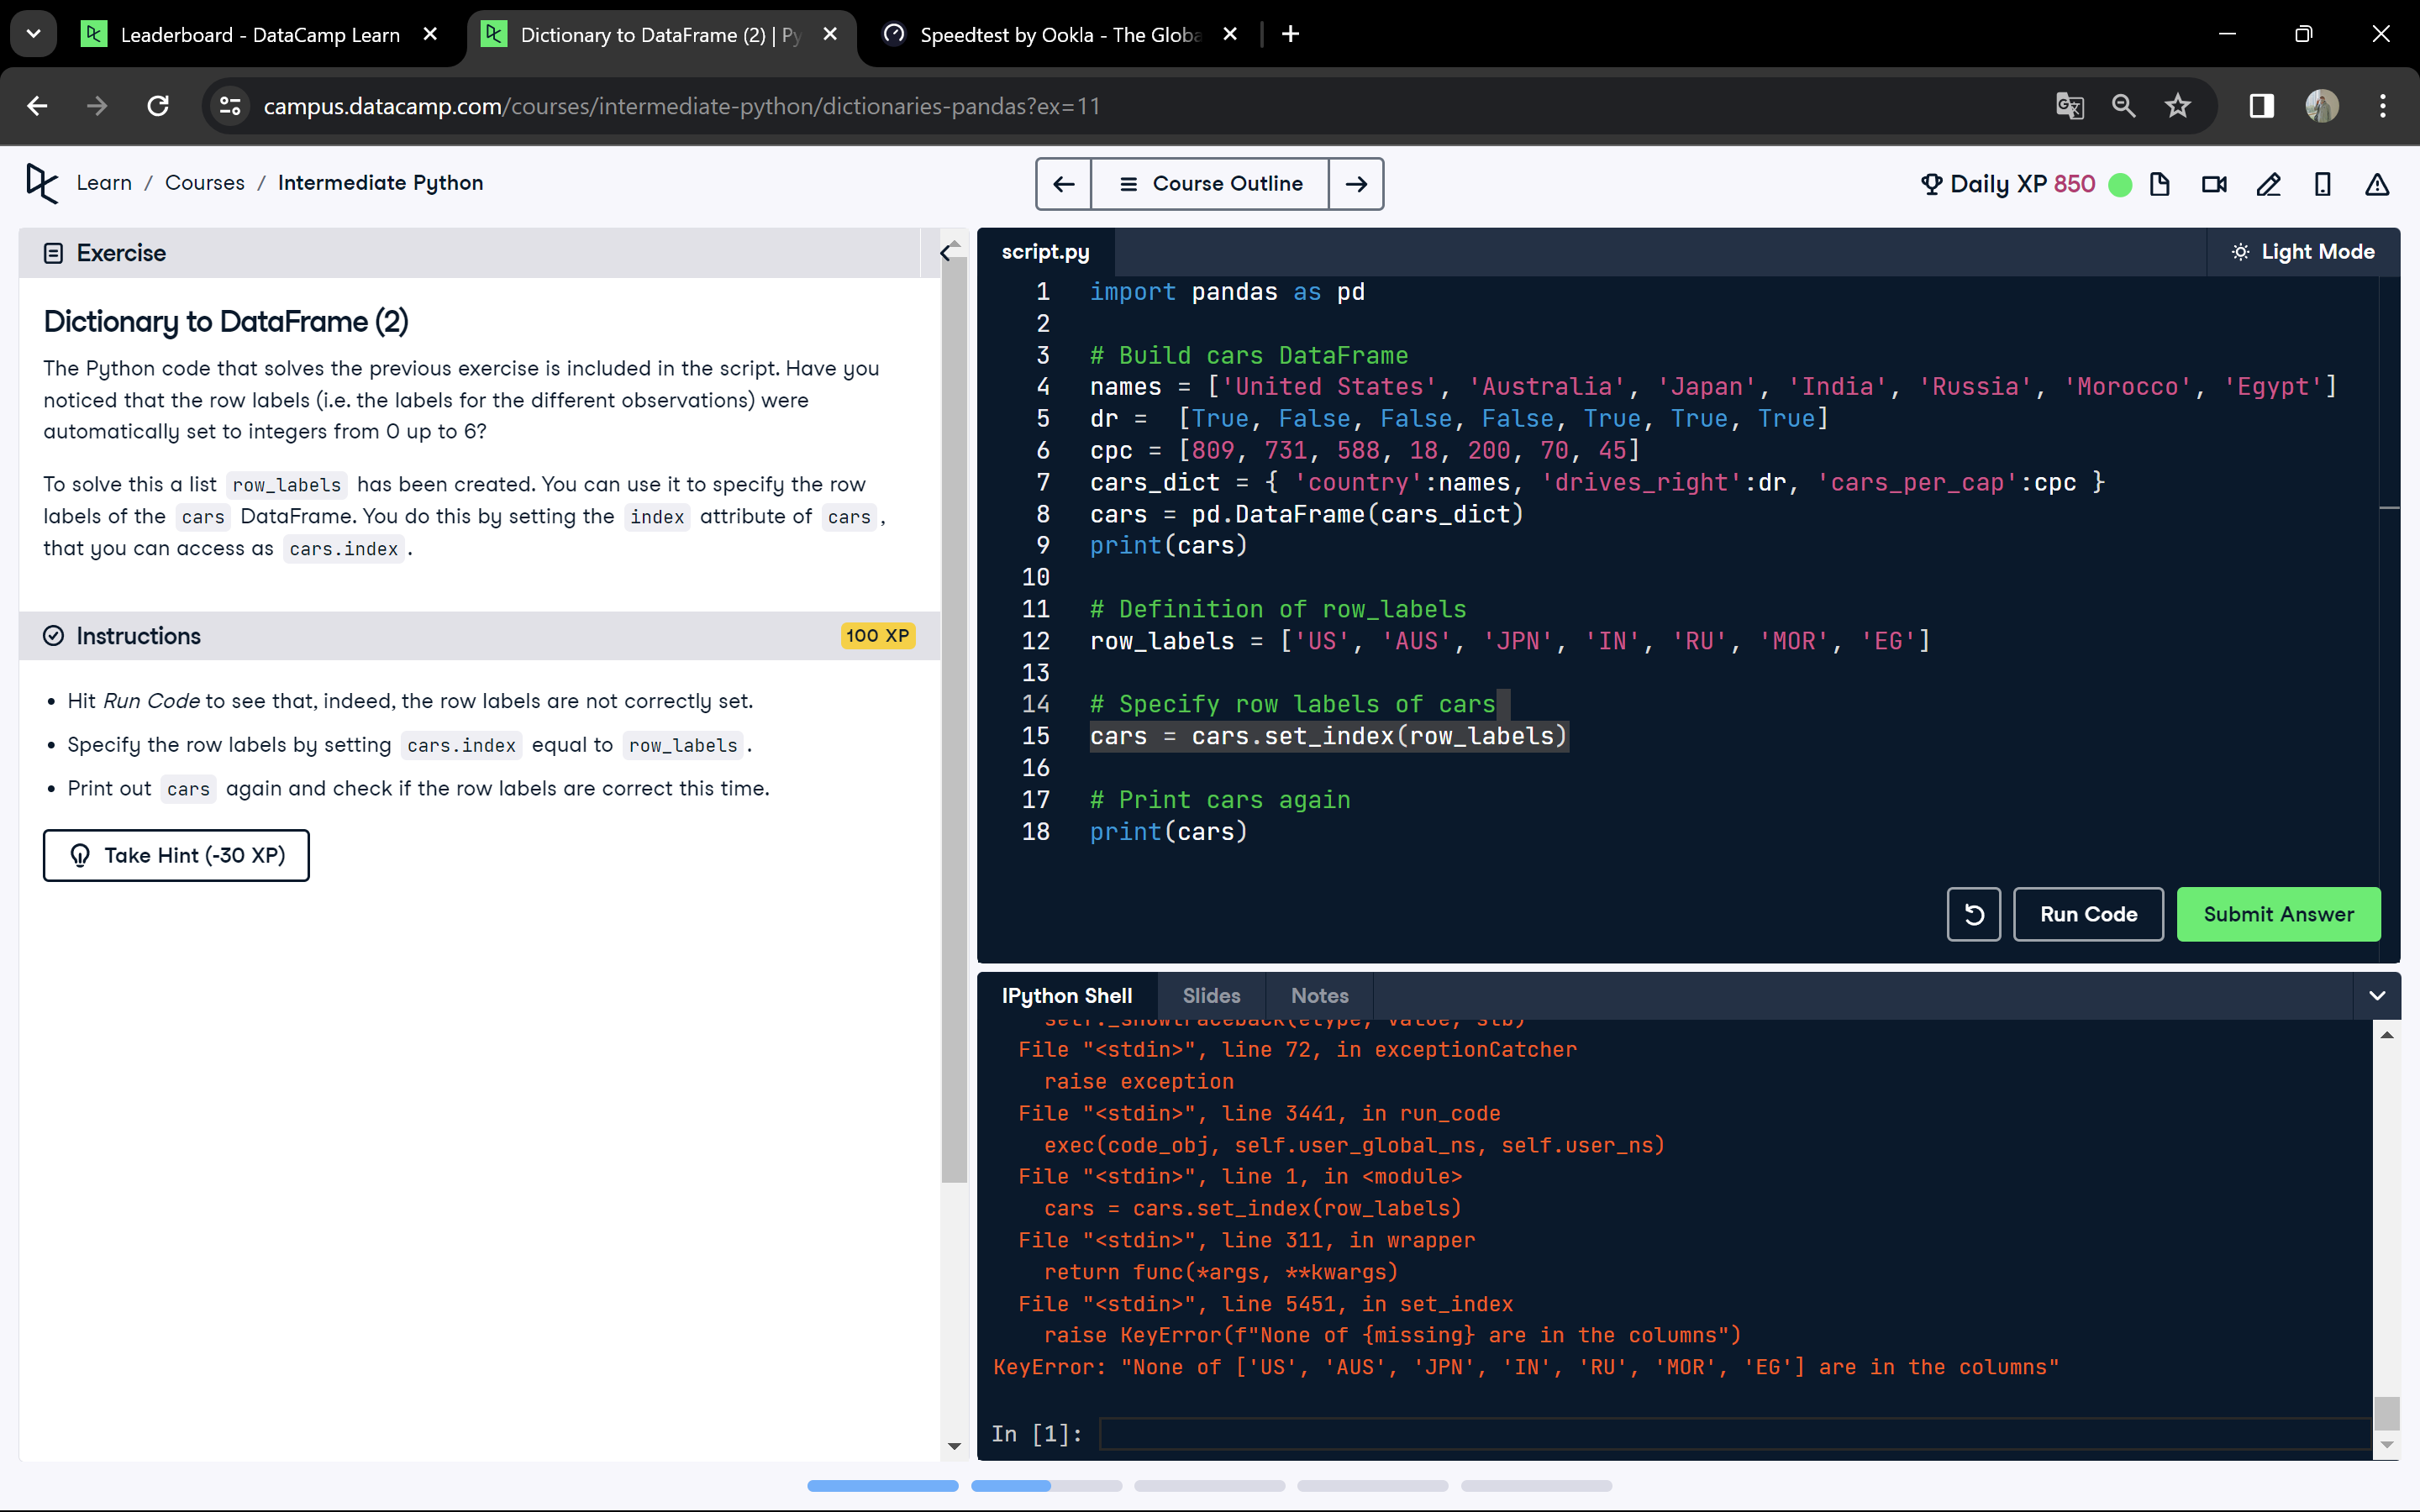 Leaderboard - DataCamp Learn
Dictionary to DataFrame (2) | Py
Speedtest by Ookla - The Globa
campus.datacamp.com/courses/intermediate-python/dictionaries-pandas?ex=11
Learn / Courses / Intermediate Python
Course Outline
Daily XP 850
Exercise
Dictionary to DataFrame (2)
The Python code that solves the previous exercise is included in the script. Have you
noticed that the row labels (i.e. the labels for the different observations) were
automatically set to integers from 0 up to 6?
To solve this a list row_labels has been created. You can use it to specify the row
labels of the cars DataFrame. You do this by setting the index attribute of cars,
that you can access as cars.index.
Instructions
100 XP
• Hit Run Code to see that, indeed, the row labels are not correctly set.
• Specify the row labels by setting cars.index equal to row_labels.
• Print out cars again and check if the row labels are correct this time.
Take Hint (-30 XP)
script.py
Light Mode
1 import pandas as pd
2
3 # Build cars DataFrame
4 names = ['United States', 'Australia', 'Japan', 'India', 'Russia', 'Morocco', 'Egypt']
5 dr =  [True, False, False, False, True, True, True]
6 cpc = [809, 731, 588, 18, 200, 70, 45]
7 cars_dict = { 'country':names, 'drives_right':dr, 'cars_per_cap':cpc }
8 cars = pd.DataFrame(cars_dict)
9 print(cars)
10
11 # Definition of row_labels
12 row_labels = ['US', 'AUS', 'JPN', 'IN', 'RU', 'MOR', 'EG']
13
14 # Specify row labels of cars
15 cars = cars.set_index(row_labels)
16
17 # Print cars again
18 print(cars)
Run Code
Submit Answer
IPython Shell
Slides
Notes
self._showtraceback(etype, value, stb)
File "<stdin>", line 72, in exceptionCatcher
raise exception
File "<stdin>", line 3441, in run_code
exec(code_obj, self.user_global_ns, self.user_ns)
File "<stdin>", line 1, in <module>
cars = cars.set_index(row_labels)
File "<stdin>", line 311, in wrapper
return func(*args, **kwargs)
File "<stdin>", line 5451, in set_index
raise KeyError(f"None of {missing} are in the columns")
KeyError: "None of ['US', 'AUS', 'JPN', 'IN', 'RU', 'MOR', 'EG'] are in the columns"
In [1]: